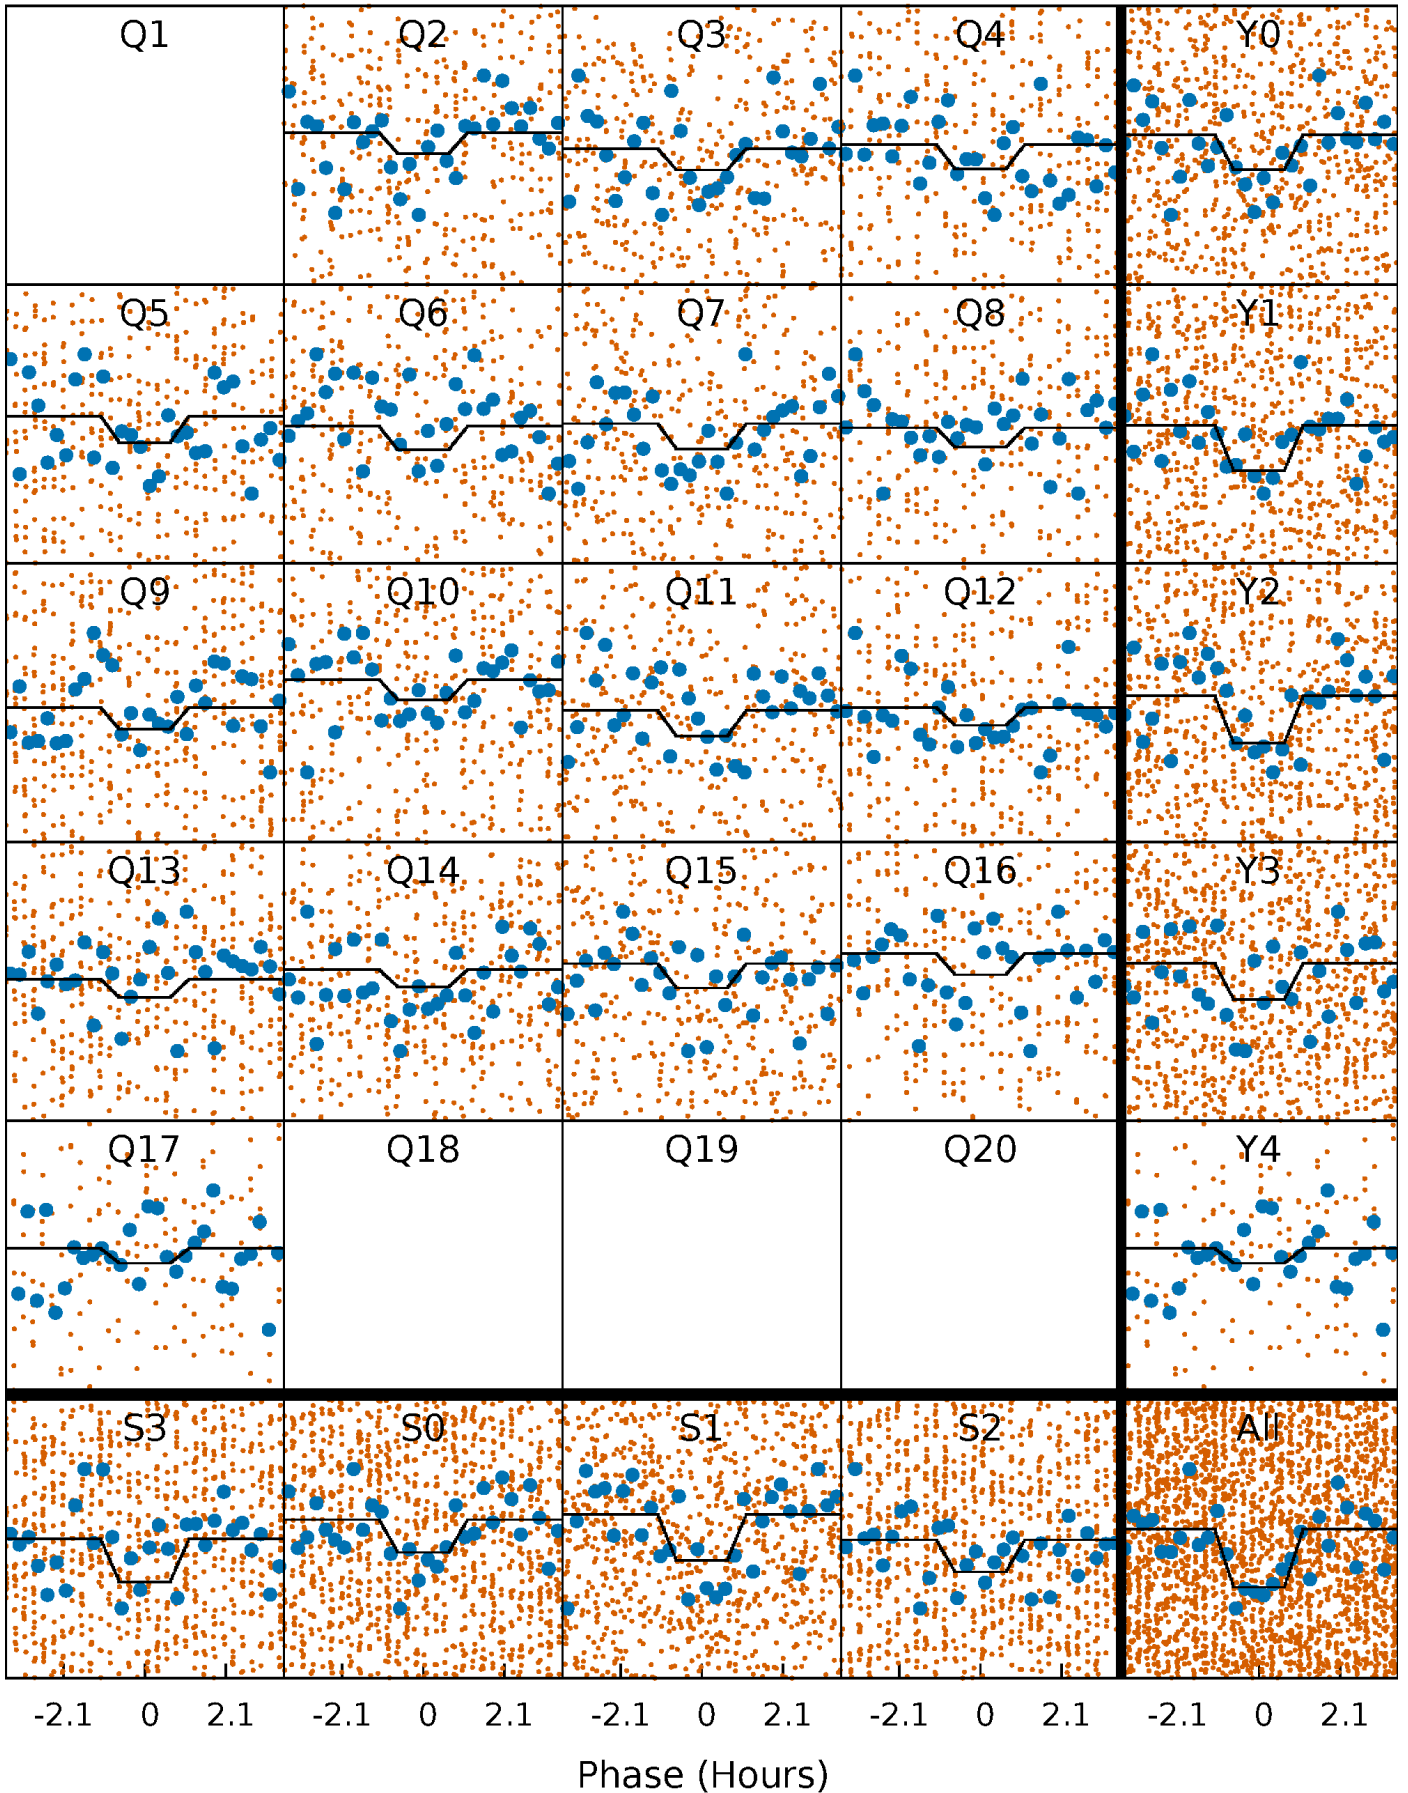 Q1 Q2 Q3 Q4 Y0
Q5 Q6 Q7 Q8 Y1
Q9 Q10 Q11 Q12 Y2
Q13 Q14 Q15 Q16 Y3
Q17 Q18 Q19 Q20 Y4
S3 S0 S1 S2 All
-2.1 0 2.1 -2.1 0 2.1 -2.1 0 2.1 -2.1 0 2.1 -2.1 0 2.1
Phase (Hours)